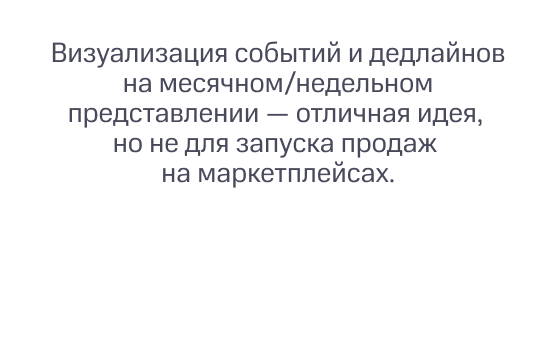 Визуализация событий и дедлайнов
на месячном/недельном
представлении — отличная идея,
но не для запуска продаж
на маркетплейсах.